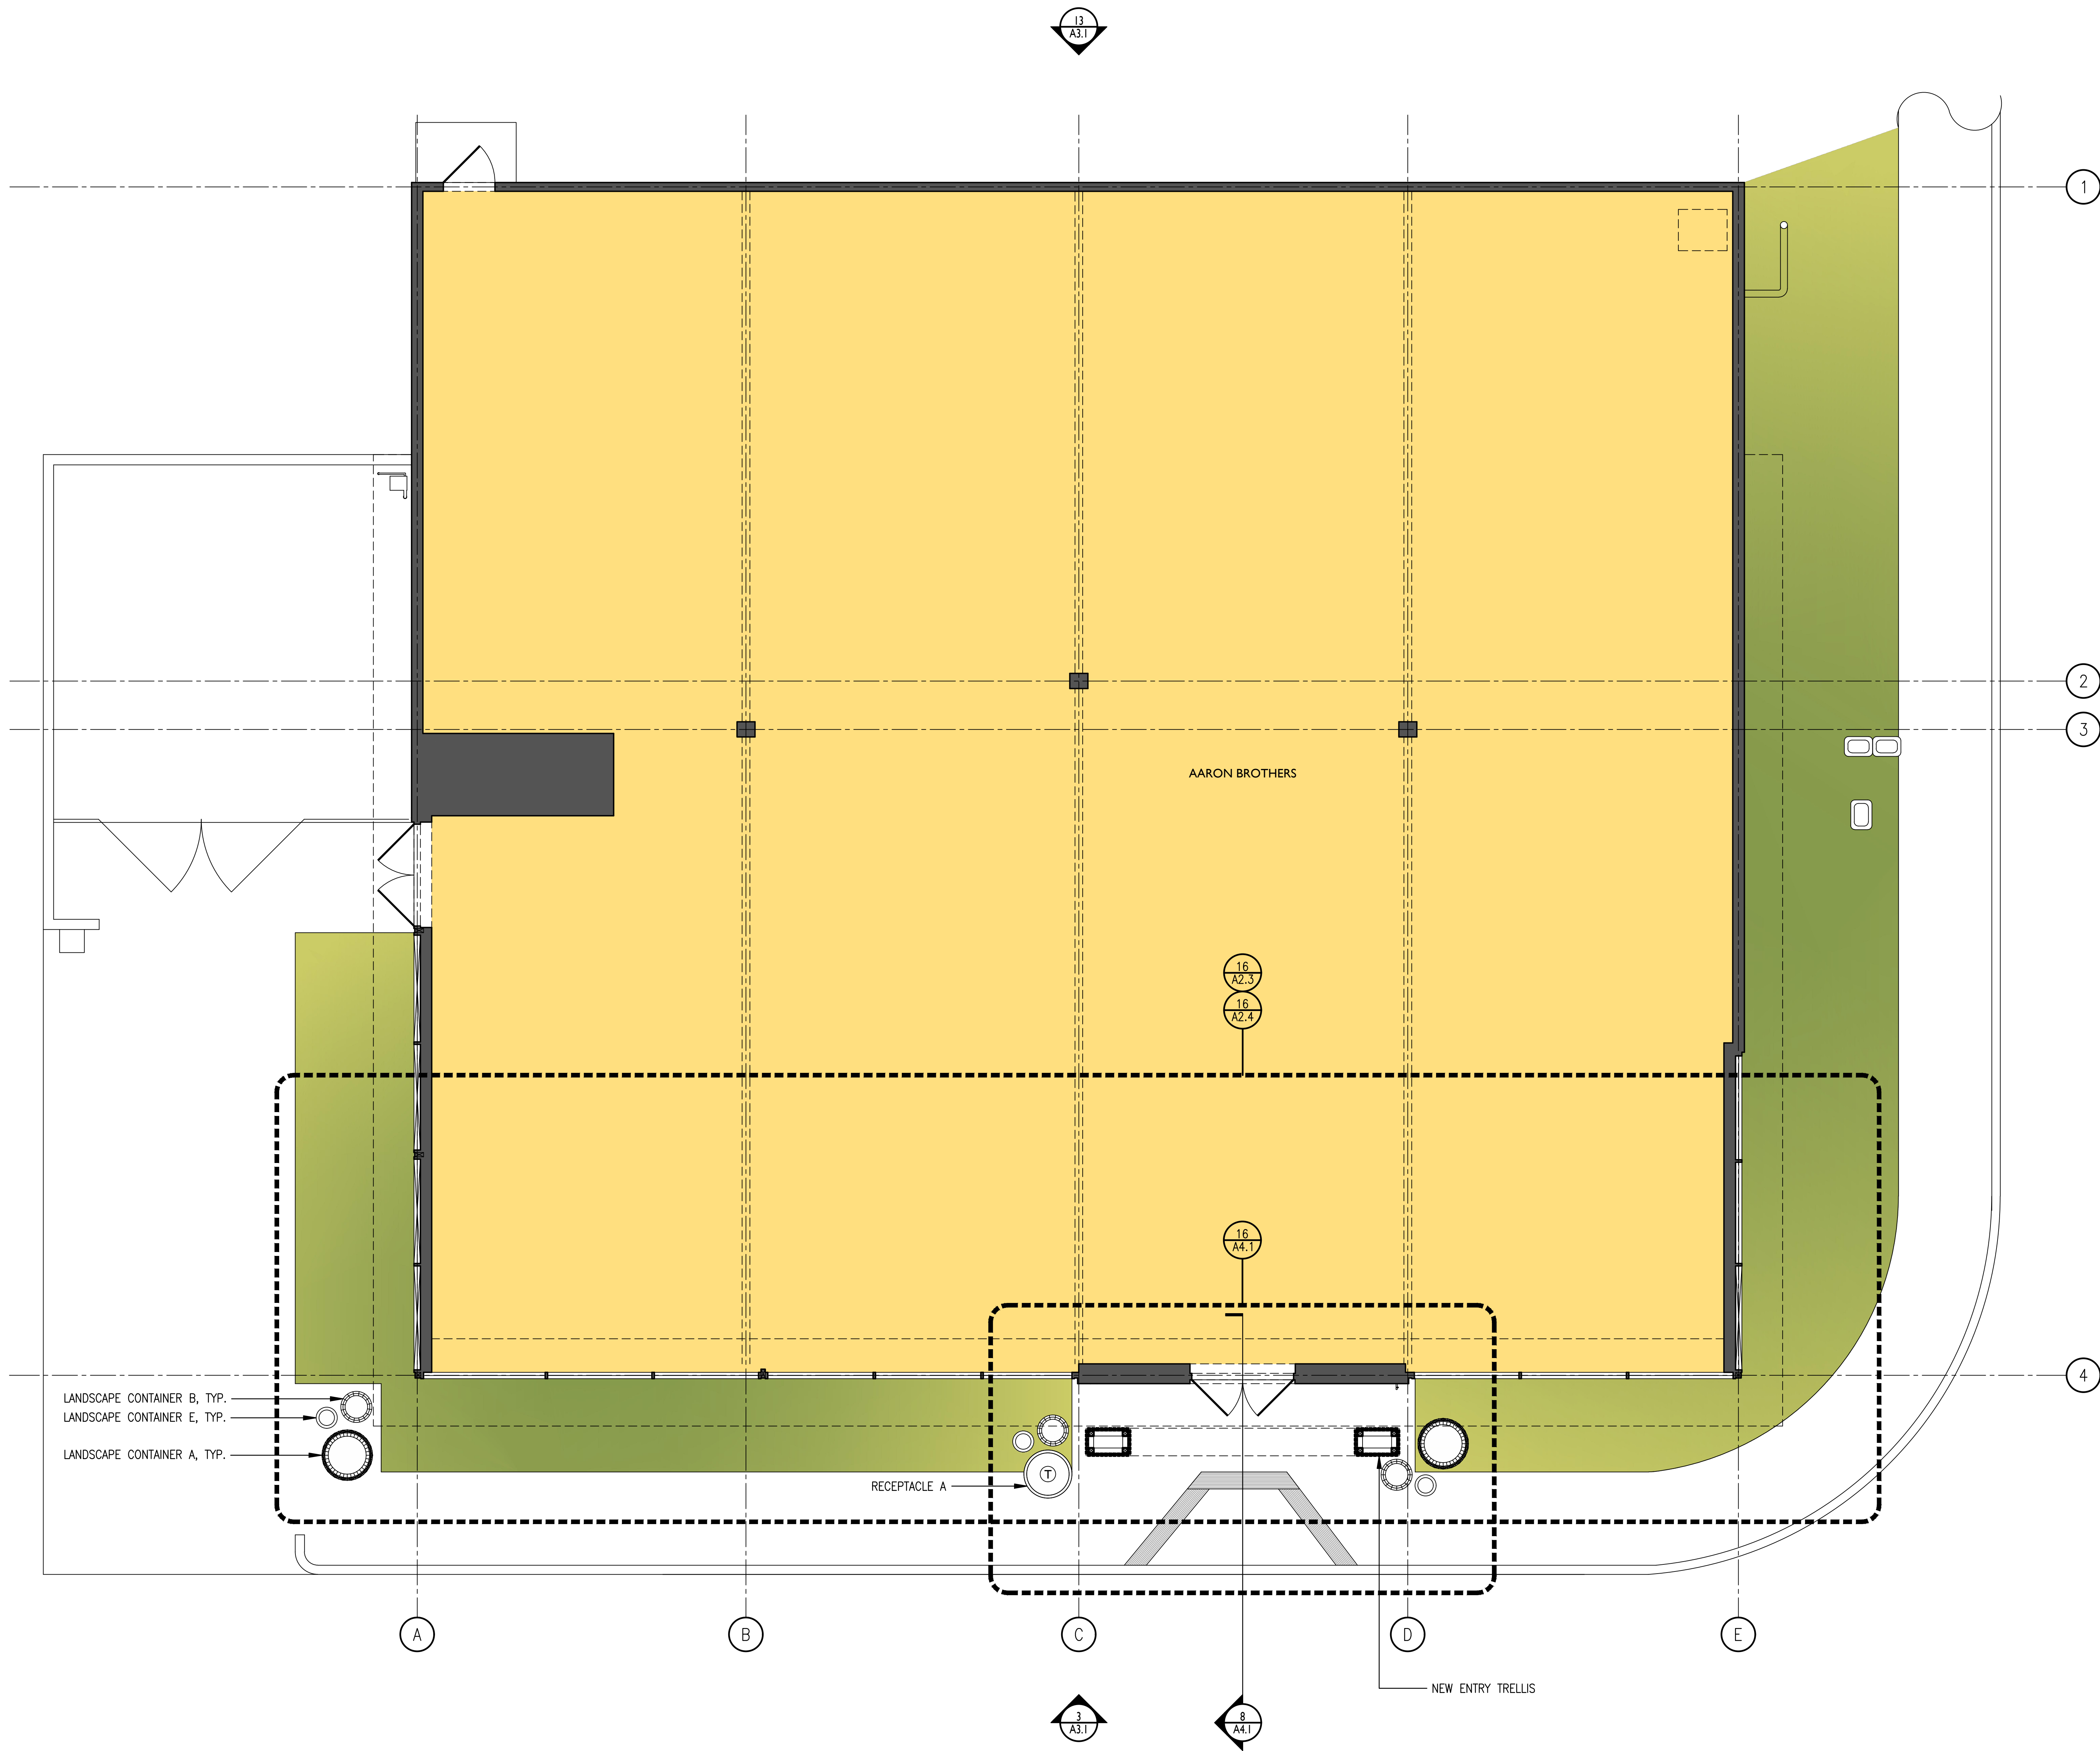 13
A3.1
1
2
3
AARON BROTHERS
16
A2.3
16
A2.4
16
A4.1
4
LANDSCAPE CONTAINER B, TYP.
LANDSCAPE CONTAINER E, TYP.
LANDSCAPE CONTAINER A, TYP.
T
RECEPTACLE A
A
B
C
D
E
NEW ENTRY TRELLIS
3
A3.1
8
A4.1